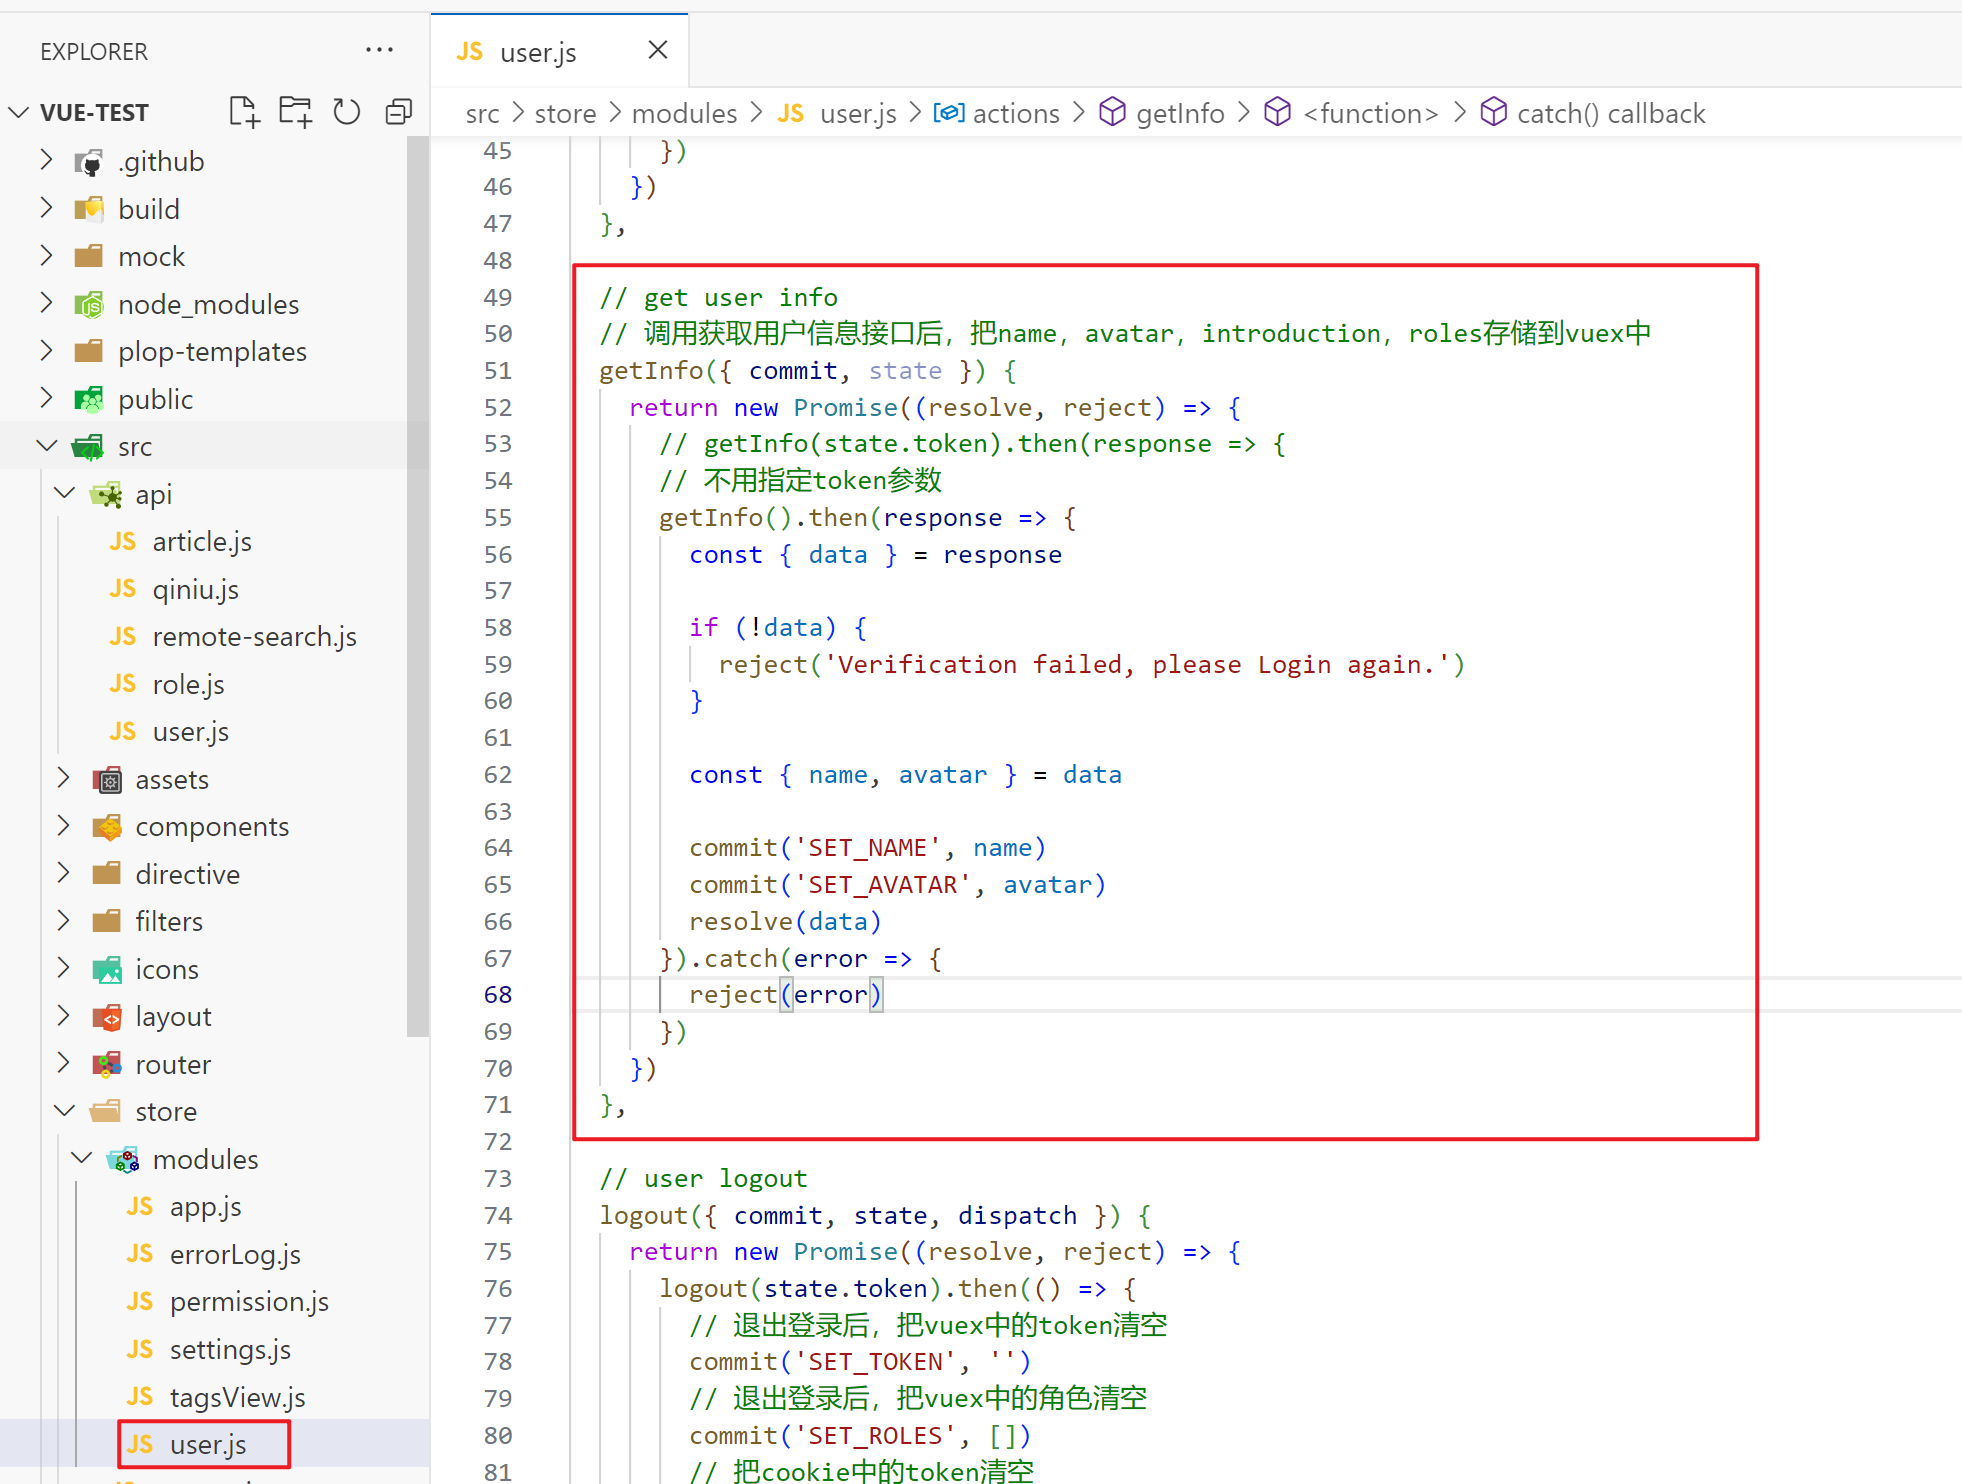 EXPLORER
VUE-TEST
.github
build
mock
node_modules
plop-templates
public
src
api
JS article.js
JS qiniu.js
JS remote-search.js
JS role.js
JS user.js
assets
components
directive
filters
icons
layout
router
store
modules
JS app.js
JS errorLog.js
JS permission.js
JS settings.js
JS tagsView.js
JS user.js
JS user.js
src > store > modules > JS user.js > actions > getInfo > <function> > catch() callback
45 })
46 })
47 },
48
49 // get user info
50 // 调用获取用户信息接口后，把name，avatar，introduction，roles存储到vuex中
51 getInfo({ commit, state }) {
52 return new Promise((resolve, reject) => {
53 // getInfo(state.token).then(response => {
54 // 不用指定token参数
55 getInfo().then(response => {
56 const { data } = response
57
58 if (!data) {
59 reject('Verification failed, please Login again.')
60 }
61
62 const { name, avatar } = data
63
64 commit('SET_NAME', name)
65 commit('SET_AVATAR', avatar)
66 resolve(data)
67 }).catch(error => {
68 reject(error)
69 })
70 })
71 },
72
73 // user logout
74 logout({ commit, state, dispatch }) {
75 return new Promise((resolve, reject) => {
76 logout(state.token).then(() => {
77 // 退出登录后，把vuex中的token清空
78 commit('SET_TOKEN', '')
79 // 退出登录后，把vuex中的角色清空
80 commit('SET_ROLES', [])
81 // 把cookie中的token清空